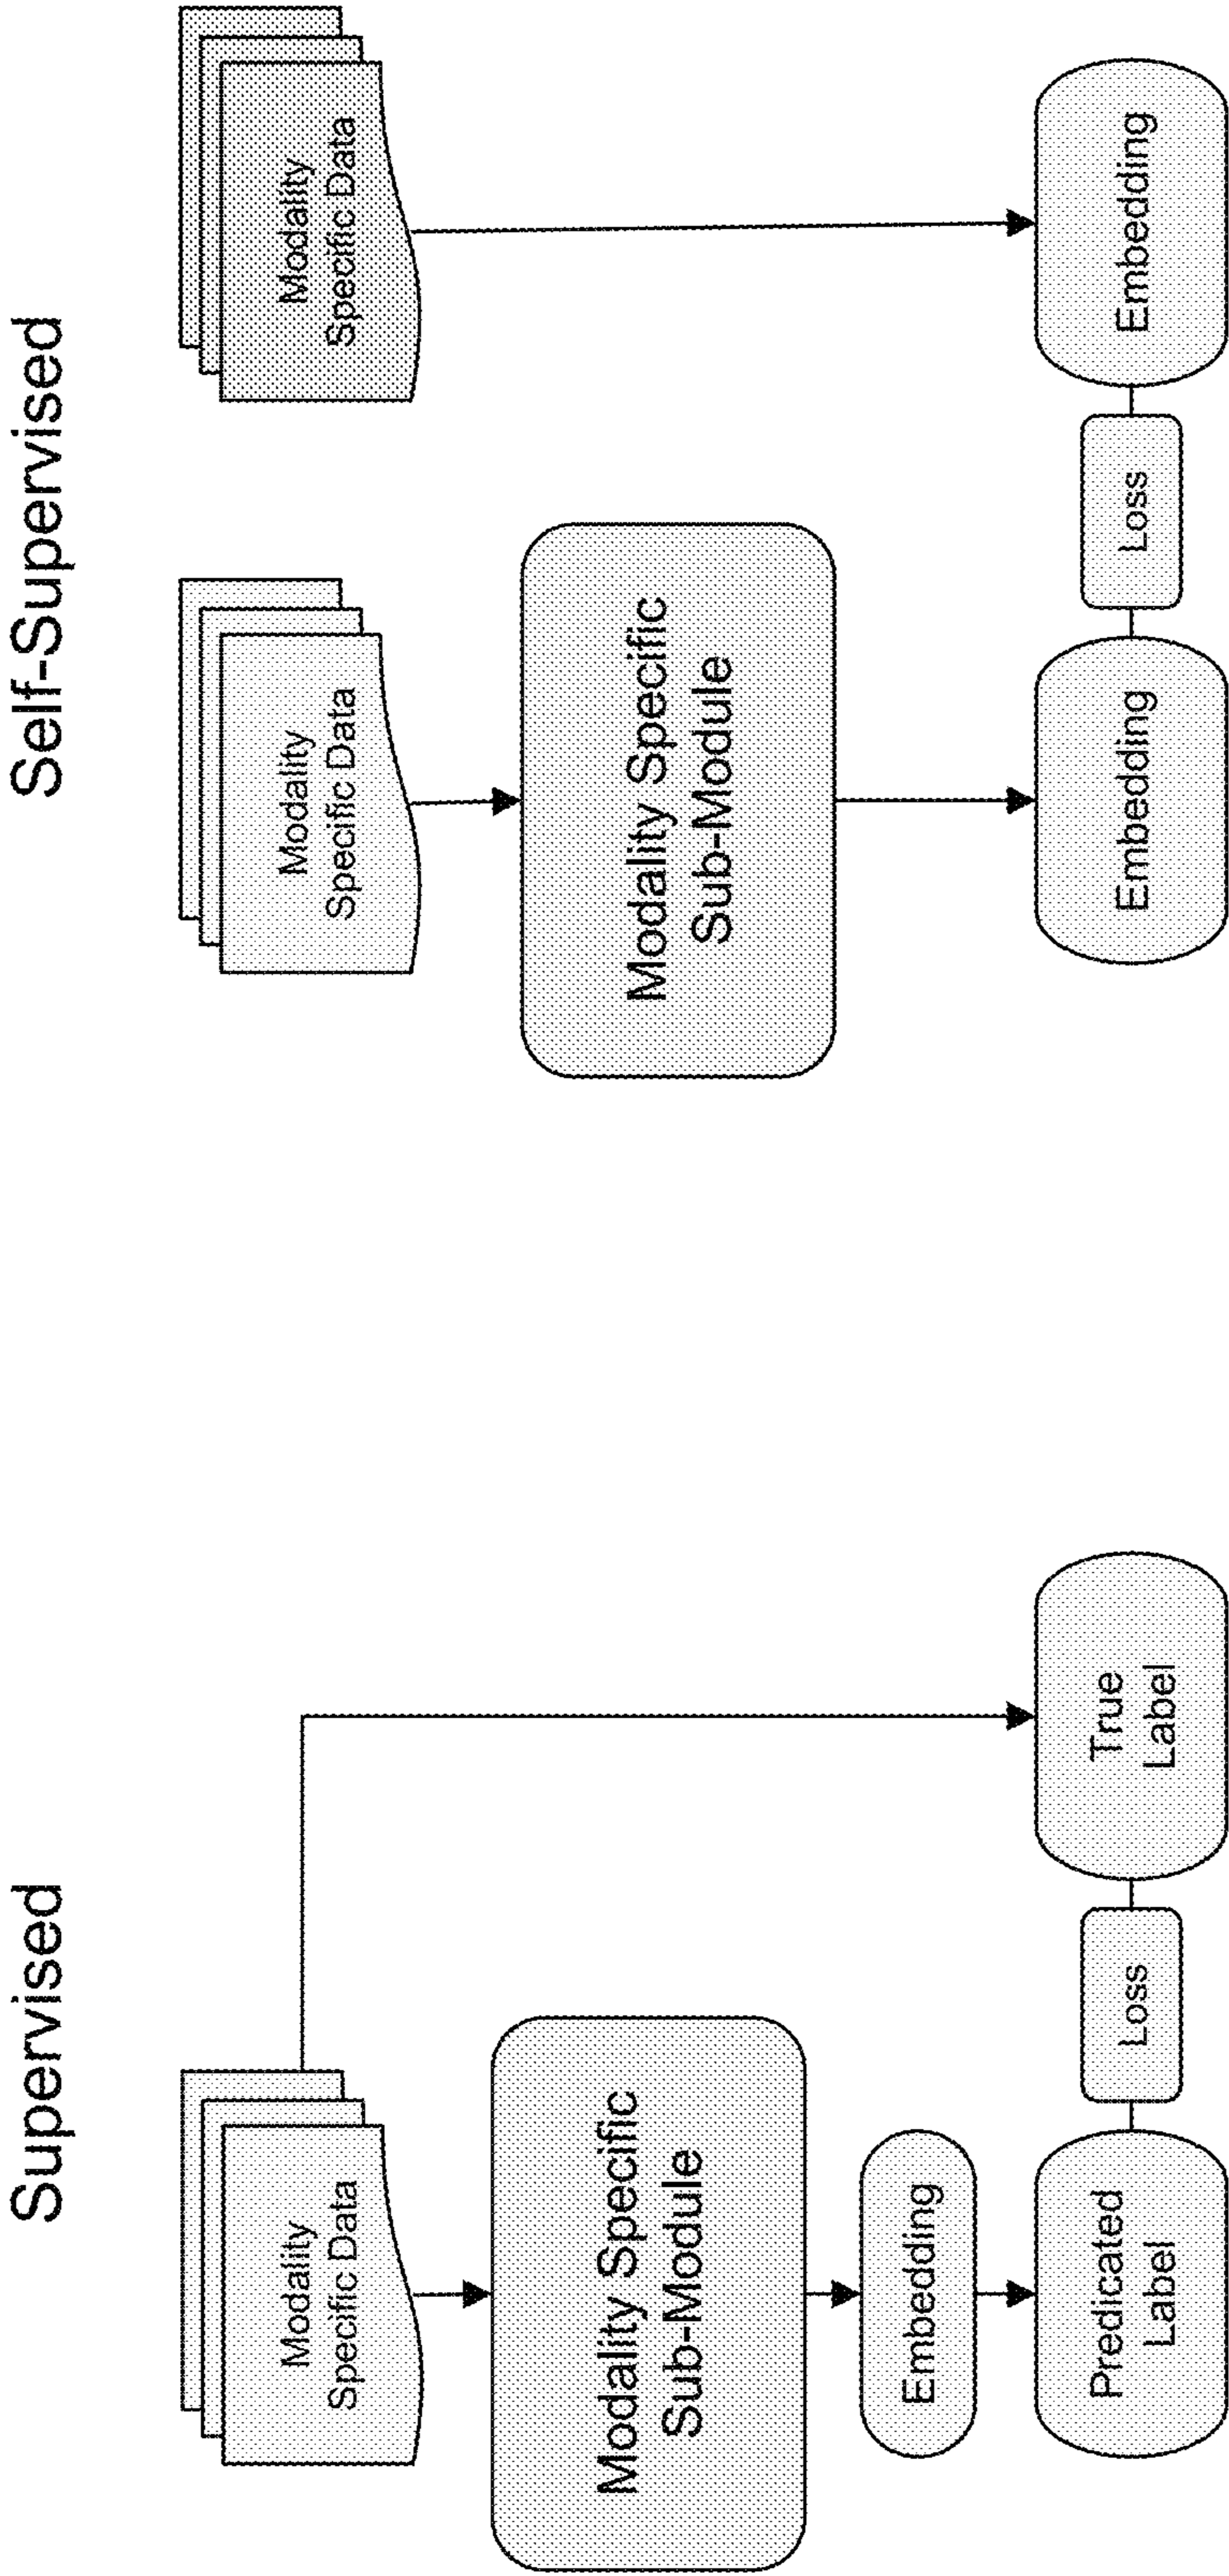 Supervised
Modality
Specific Data
Modality Specific
Sub-Module
Embedding
Predicated
Label
Loss
True
Label
Self-Supervised
Modality
Specific Data
Modality
Specific Data
Modality Specific
Sub-Module
Embedding
Loss
Embedding